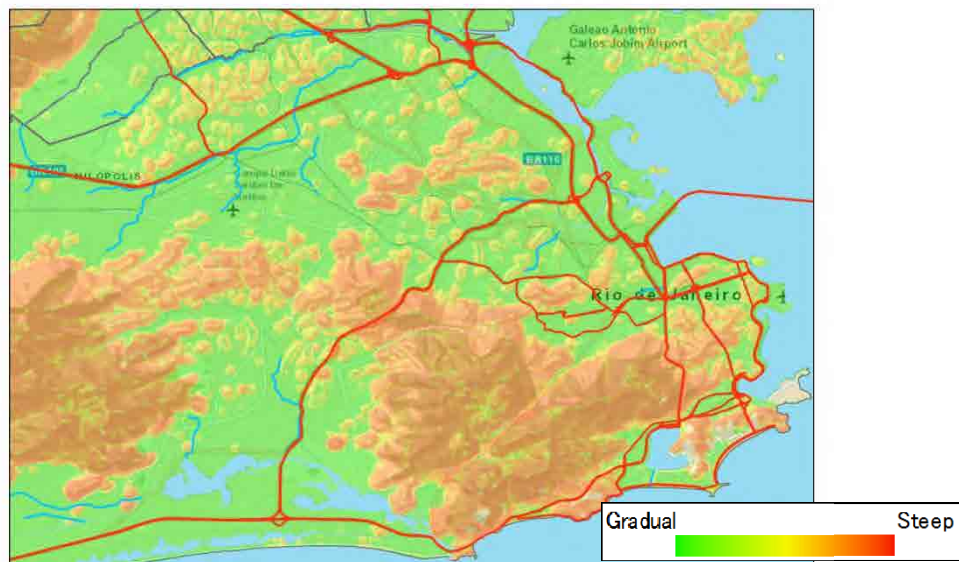 Galeao Antonio
Carlos Jobim Airport
BR116
NILOPOLIS
Rio de Janeiro
Gradual Steep